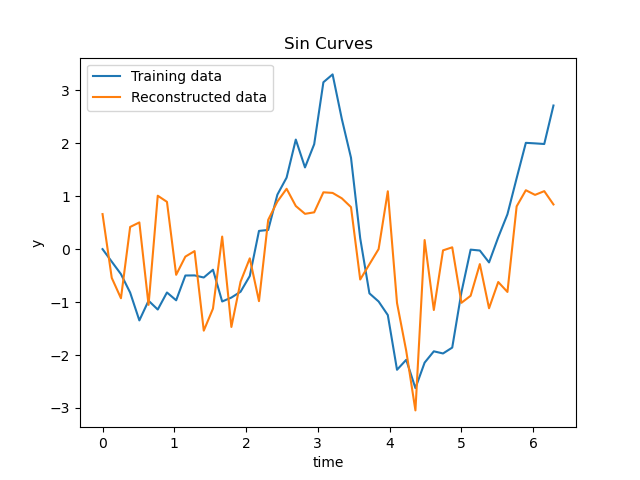 Sin Curves
Training data
Reconstructed data
y
3
2
1
0
−1
−2
−3
0 1 2 3 4 5 6
time